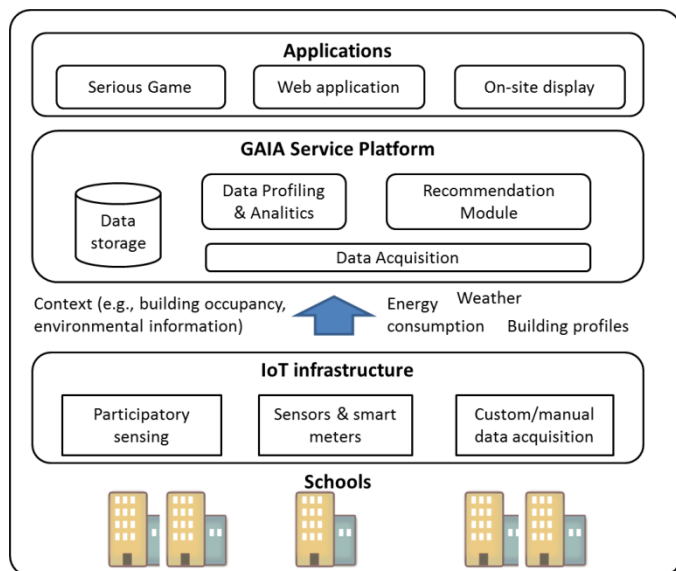 Applications
Serious Game
Web application
On-site display
GAIA Service Platform
Data
storage
Data Profiling
& Analitics
Recommendation
Module
Data Acquisition
Context (e.g., building occupancy,
environmental information)
Energy
consumption
Weather
Building profiles
IoT infrastructure
Participatory
sensing
Sensors & smart
meters
Custom/manual
data acquisition
Schools